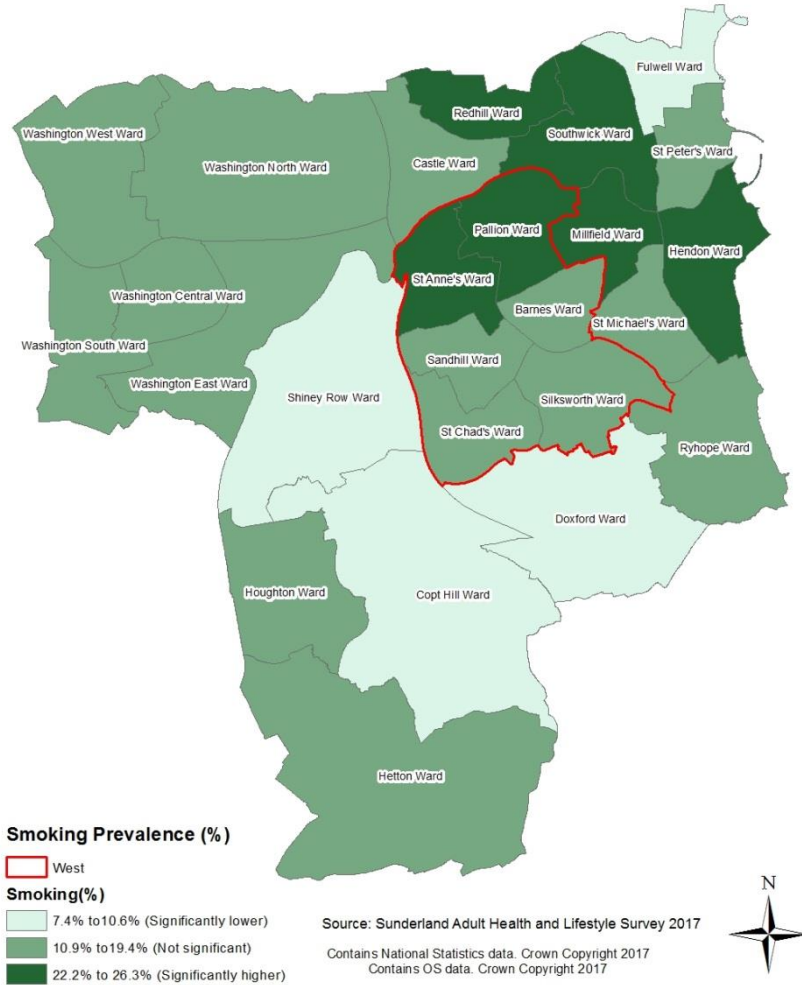 Fulwell Ward
Redhill Ward
Washington West Ward
Southwick Ward
St Peter's Ward
Washington North Ward
Castle Ward
Pallion Ward
Millfield Ward
Hendon Ward
St Anne's Ward
Washington Central Ward
Barnes Ward
St Michael's Ward
Washington South Ward
Sandhill Ward
Washington East Ward
Shiney Row Ward
Silksworth Ward
St Chad's Ward
Ryhope Ward
Doxford Ward
Houghton Ward
Copt Hill Ward
Hetton Ward
Smoking Prevalence (%)
West
Smoking(%)
7.4% to10.6% (Significantly lower)
10.9% to19.4% (Not significant)
22.2% to 26.3% (Significantly higher)
Source: Sunderland Adult Health and Lifestyle Survey 2017
Contains National Statistics data. Crown Copyright 2017
Contains OS data. Crown Copyright 2017
N